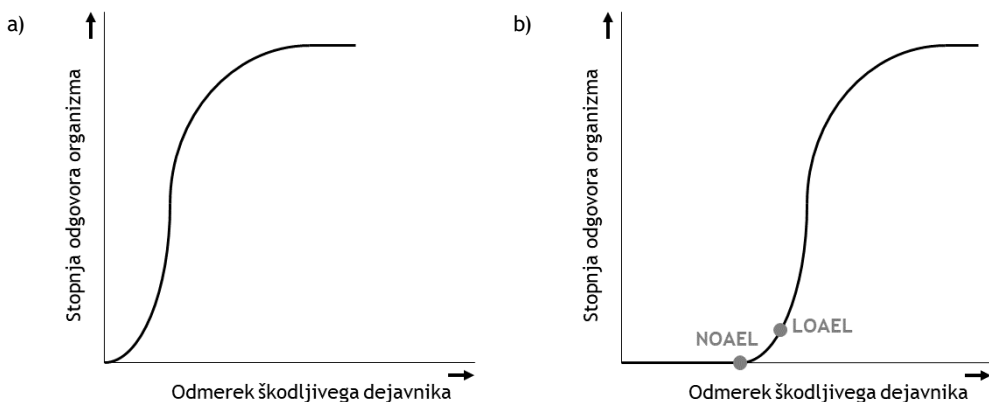 a)
Stopnja odgovora organizma
Odmerek škodljivega dejavnika
b)
Stopnja odgovora organizma
NOAEL
LOAEL
Odmerek škodljivega dejavnika